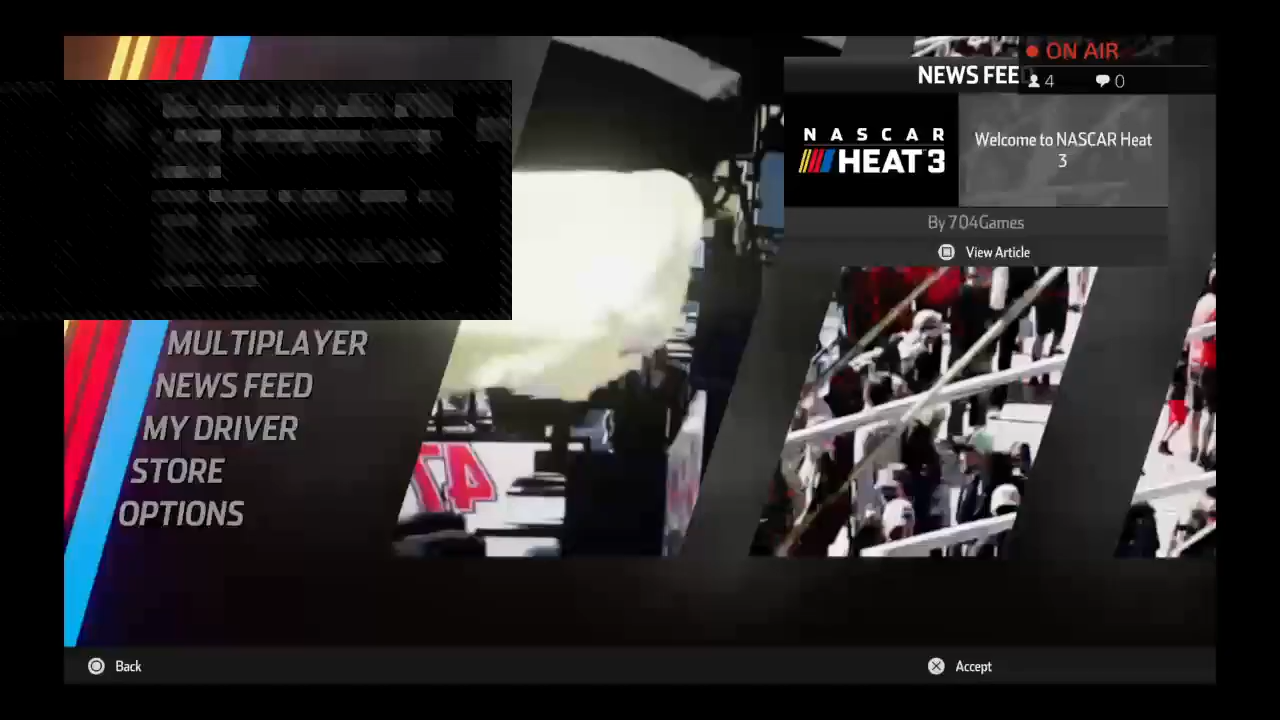 ON AIR
NEWS FEE
4 0
NASCAR
HEAT 3
Welcome to NASCAR Heat
3
By 704Games
View Article
MULTIPLAYER
NEWS FEED
MY DRIVER
STORE
OPTIONS
47
Back
Accept